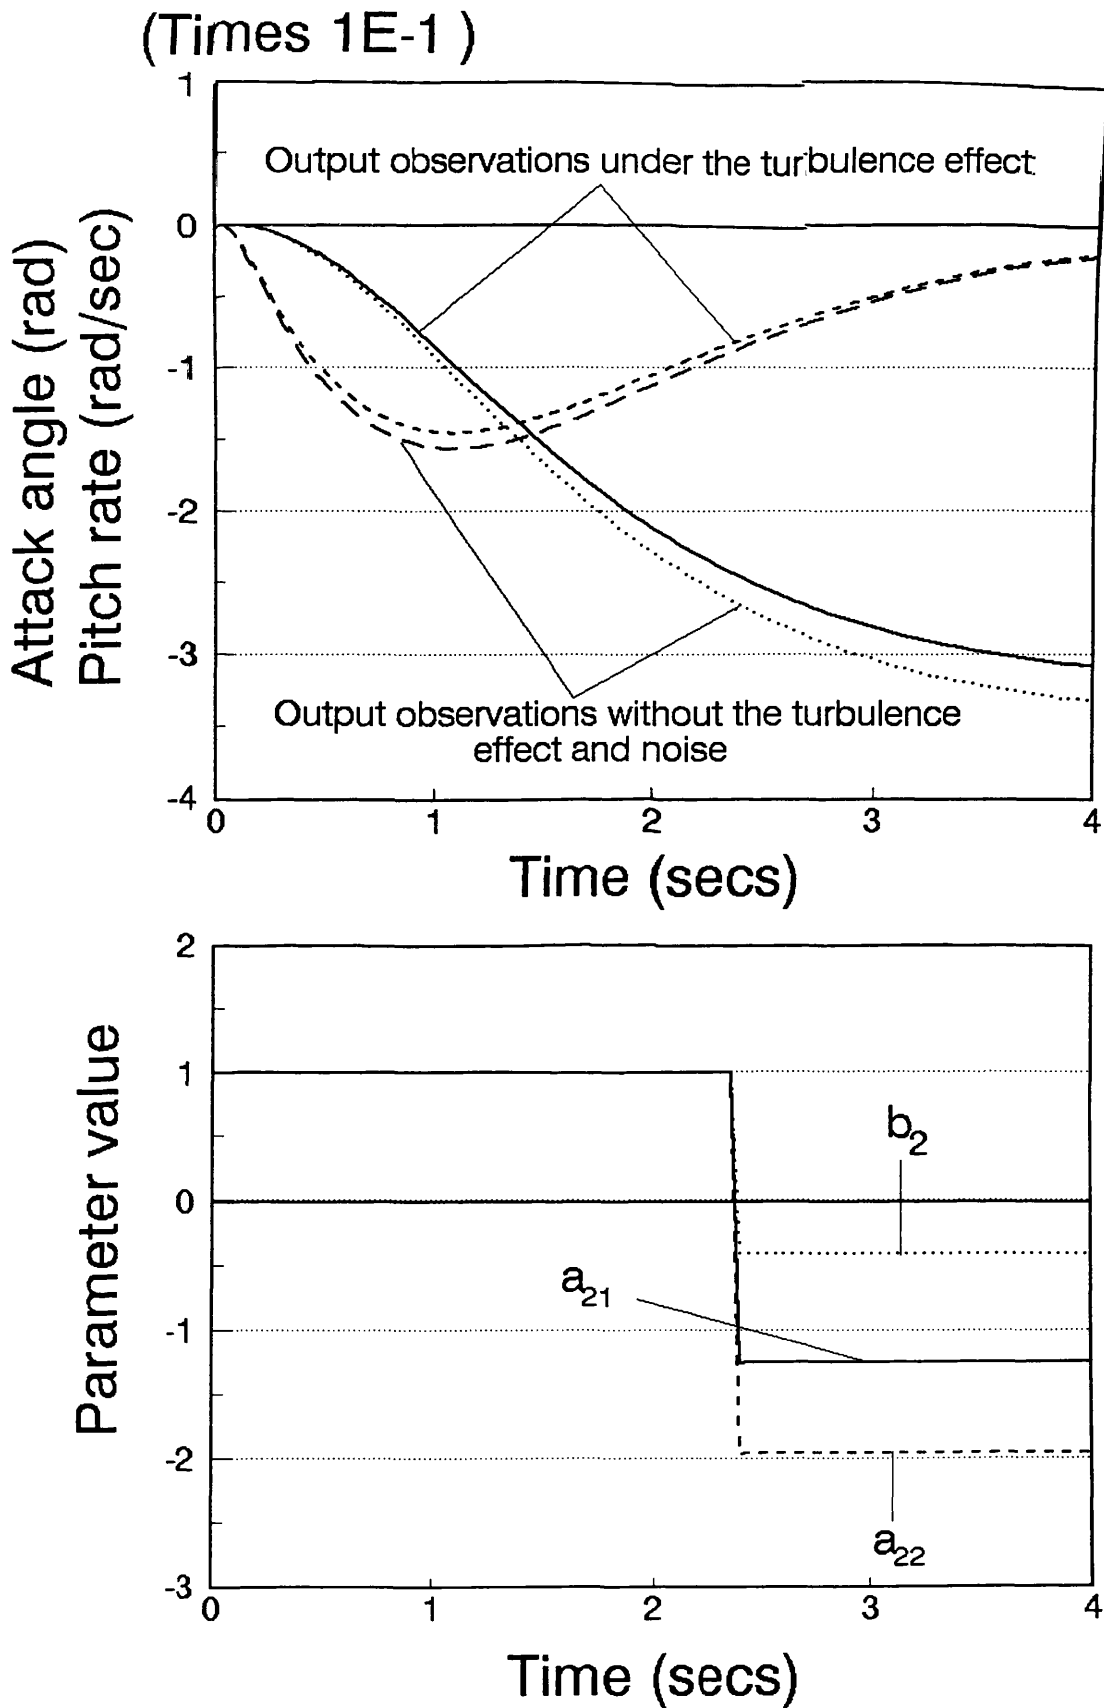 (Times 1E-1 )
1
0
-1
-2
-3
-4
Attack angle (rad)
Pitch rate (rad/sec)
Output observations under the turbulence effect
Output observations without the turbulence
effect and noise
0 1 2 3 4
Time (secs)
2
1
0
-1
-2
-3
Parameter value
b2
a21
a22
0 1 2 3 4
Time (secs)